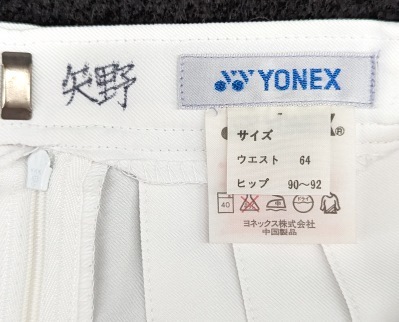 矢野
YONEX
®
サイズ
ウエスト 64
ヒップ 90～92
40
ヨネックス株式会社
中国製品